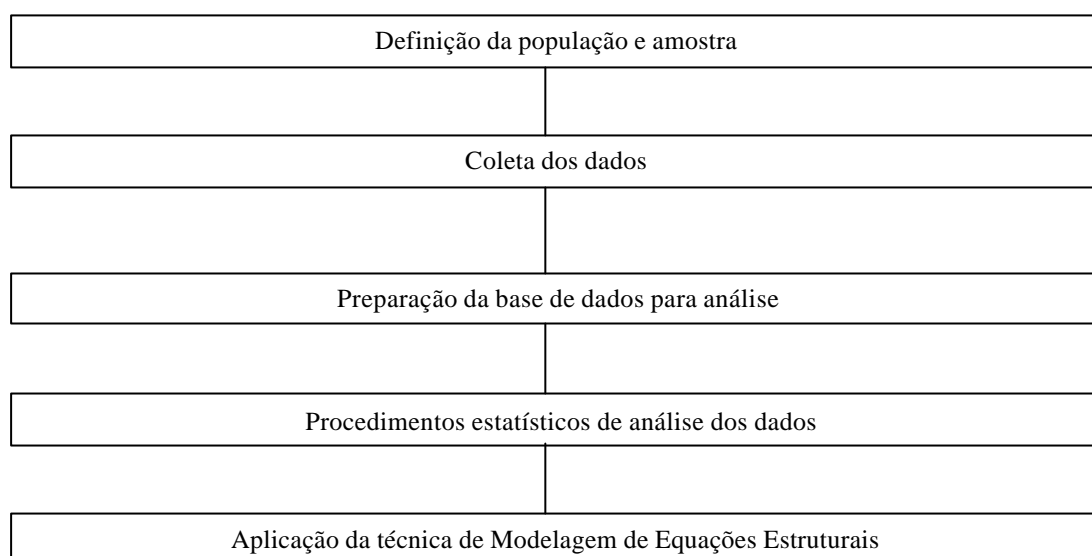 Definição da população e amostra
Coleta dos dados
Preparação da base de dados para análise
Procedimentos estatísticos de análise dos dados
Aplicação da técnica de Modelagem de Equações Estruturais